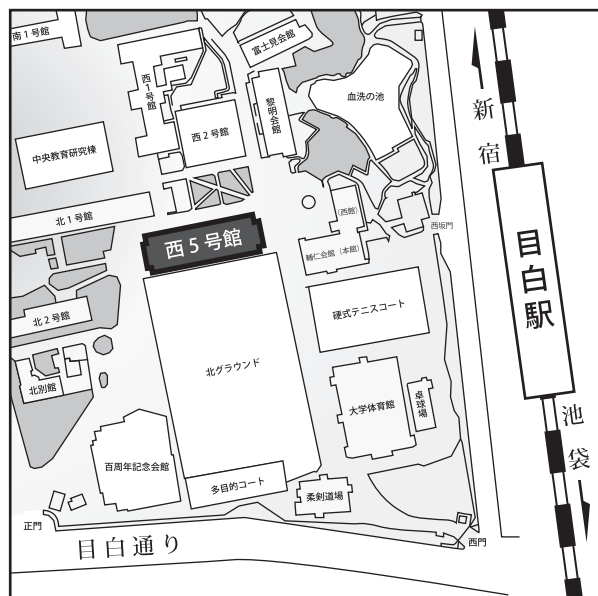 南1号館
富士見会館
西1号館
血洗の池
新宿
黎明会館
西2号館
中央教育研究棟
(西館)
北1号館
西坂門
西5号館
輔仁会館(本館)
目白駅
硬式テニスコート
北2号館
北グラウンド
北別館
大学体育館
卓球場
池袋
百周年記念会館
多目的コート
柔剣道場
正門
目白通り
西門